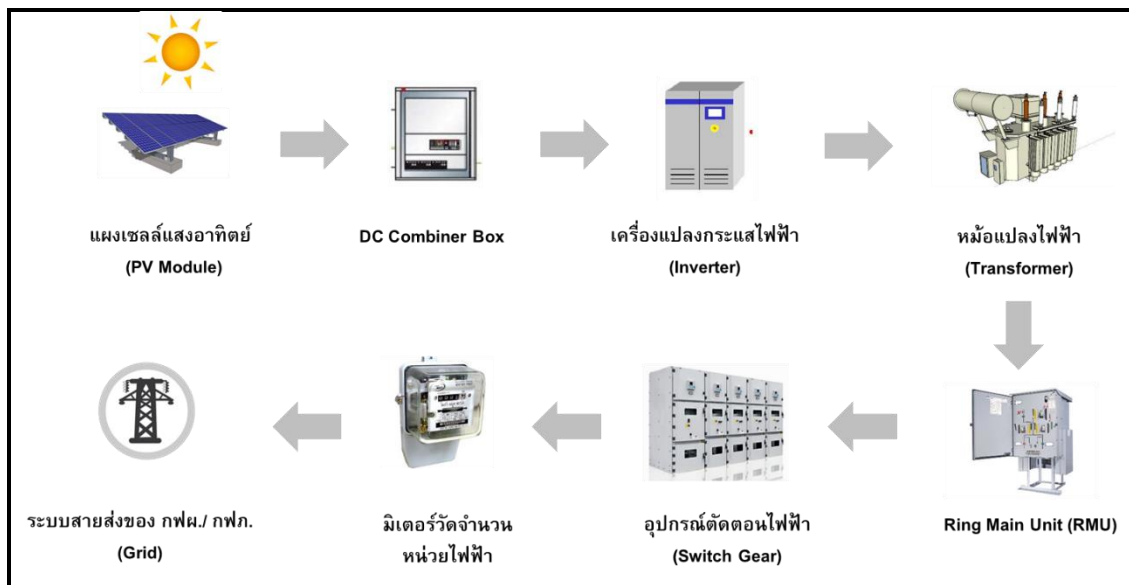 แผงเซลล์แสงอาทิตย์
(PV Module)
DC Combiner Box
เครื่องแปลงกระแสไฟฟ้า
(Inverter)
หม้อแปลงไฟฟ้า
(Transformer)
ระบบสายส่งของ กฟผ./ กฟภ.
(Grid)
มิเตอร์วัดจำนวน
หน่วยไฟฟ้า
อุปกรณ์ตัดตอนไฟฟ้า
(Switch Gear)
Ring Main Unit (RMU)